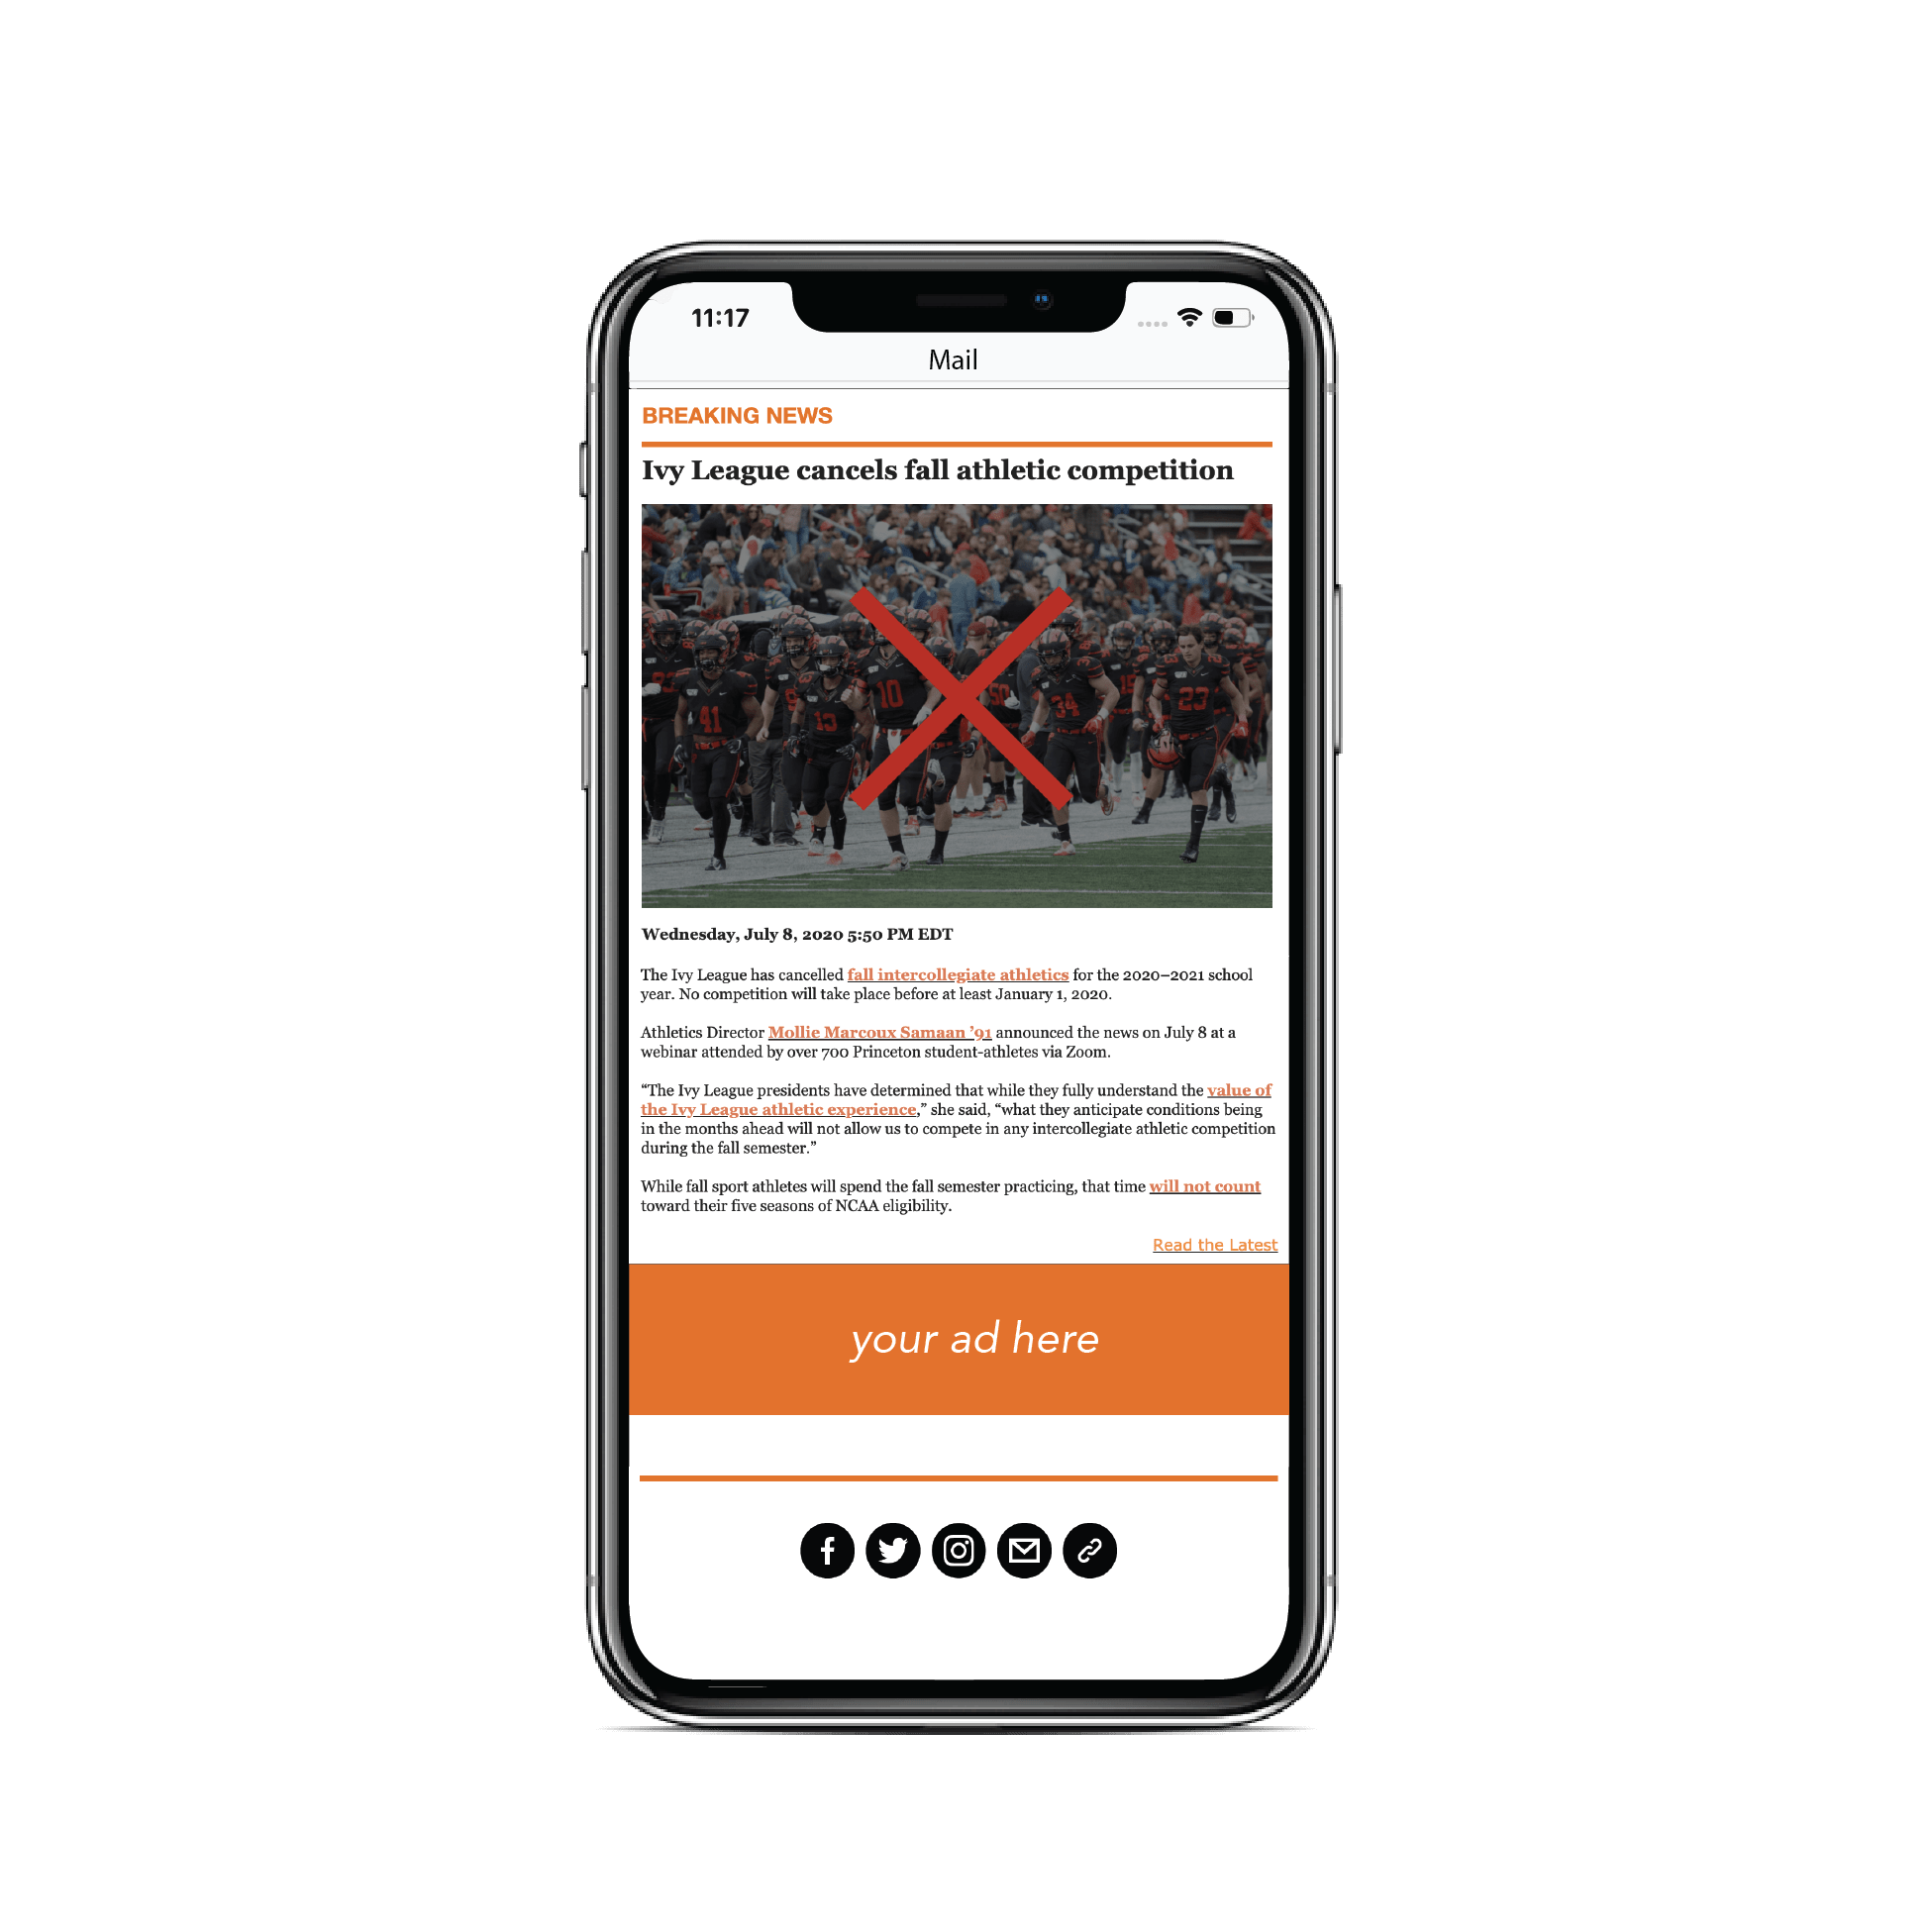 11:17
Mail
BREAKING NEWS
Ivy League cancels fall athletic competition
41
13
10
50
34
15
23
Wednesday, July 8, 2020 5:50 PM EDT
The Ivy League has cancelled fall intercollegiate athletics for the 2020–2021 school
year. No competition will take place before at least January 1, 2020.
Athletics Director Mollie Marcoux Samaan ’91 announced the news on July 8 at a
webinar attended by over 700 Princeton student-athletes via Zoom.
“The Ivy League presidents have determined that while they fully understand the value of
the Ivy League athletic experience,” she said, “what they anticipate conditions being
in the months ahead will not allow us to compete in any intercollegiate athletic competition
during the fall semester.”
While fall sport athletes will spend the fall semester practicing, that time will not count
toward their five seasons of NCAA eligibility.
Read the Latest
your ad here